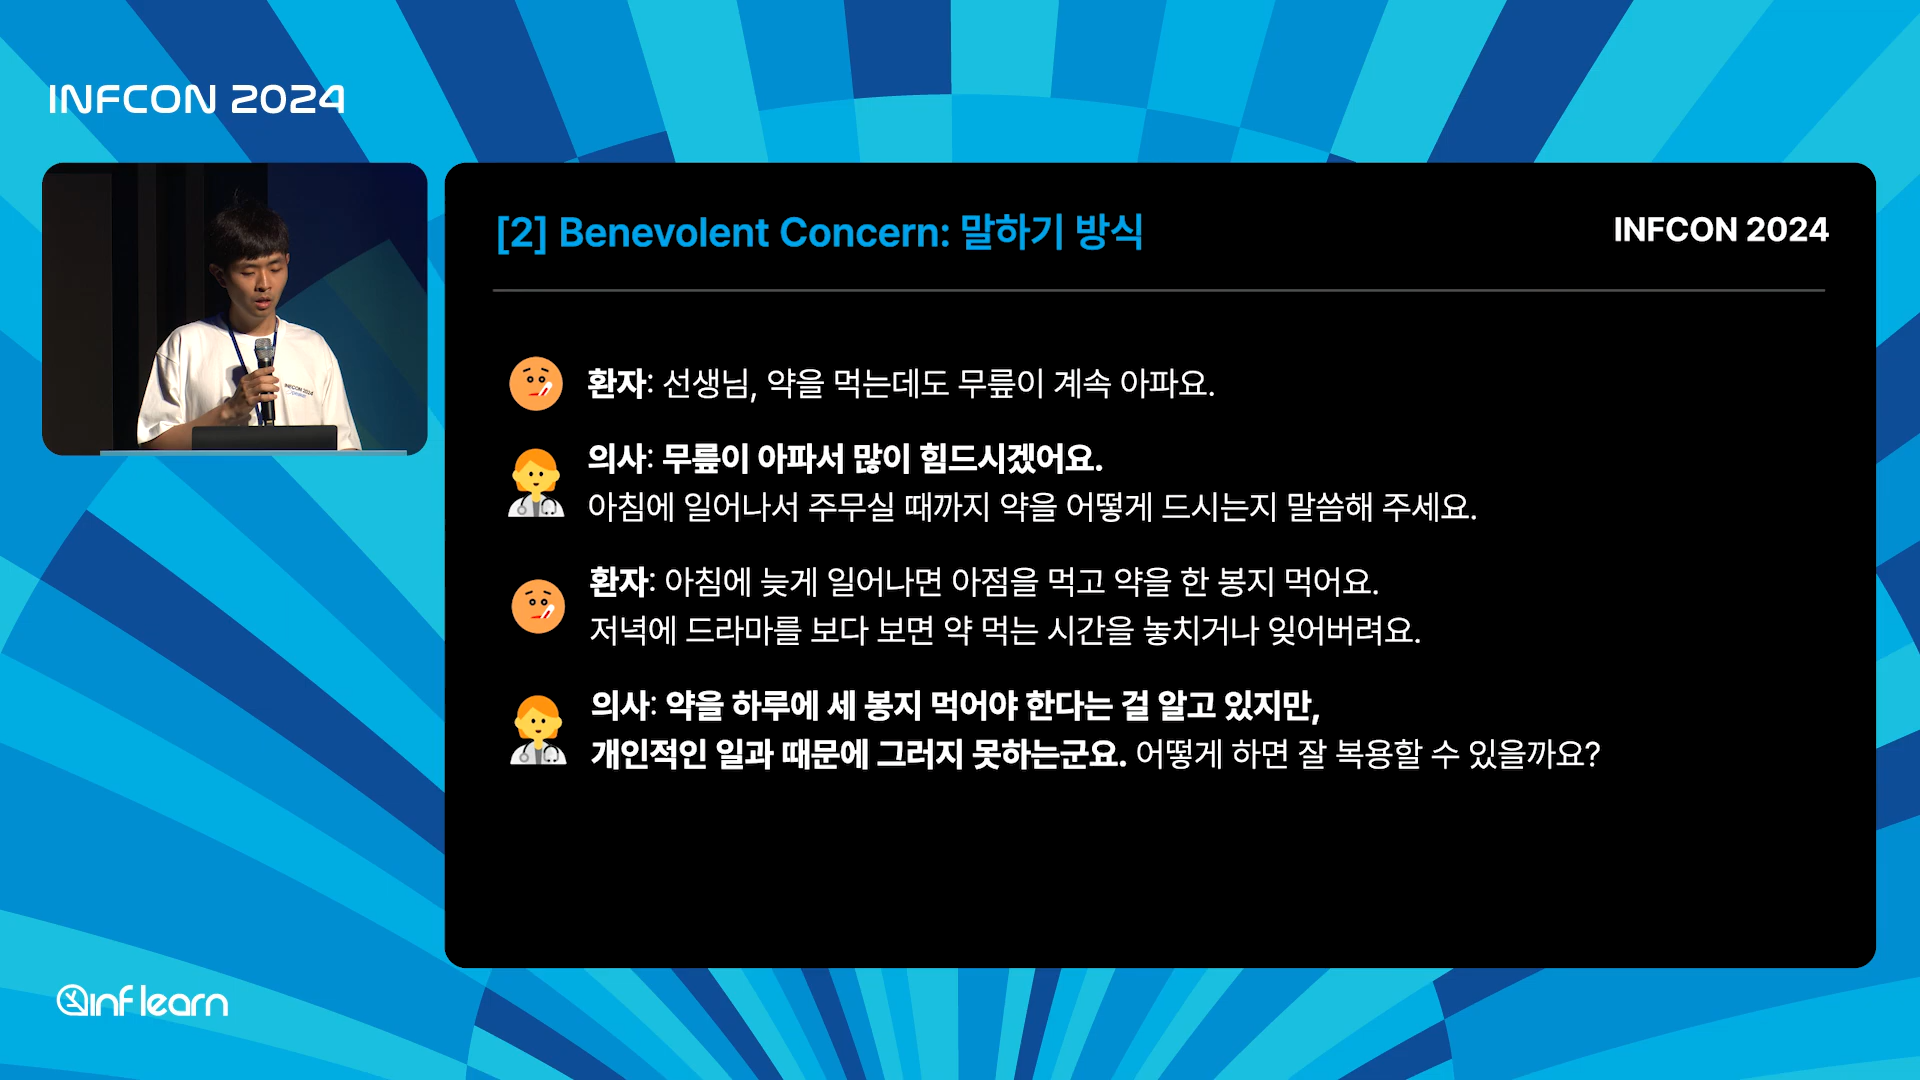 INFCON 2024
[2] Benevolent Concern: 말하기 방식
INFCON 2024
환자: 선생님, 약을 먹는데도 무릎이 계속 아파요.
의사: 무릎이 아파서 많이 힘드시겠어요.
아침에 일어나서 주무실 때까지 약을 어떻게 드시는지 말씀해 주세요.
환자: 아침에 늦게 일어나면 아점을 먹고 약을 한 봉지 먹어요.
저녁에 드라마를 보다 보면 약 먹는 시간을 놓치거나 잊어버려요.
의사: 약을 하루에 세 봉지 먹어야 한다는 걸 알고 있지만,
개인적인 일과 때문에 그러지 못하는군요. 어떻게 하면 잘 복용할 수 있을까요?
INFCON 2024
inflearn